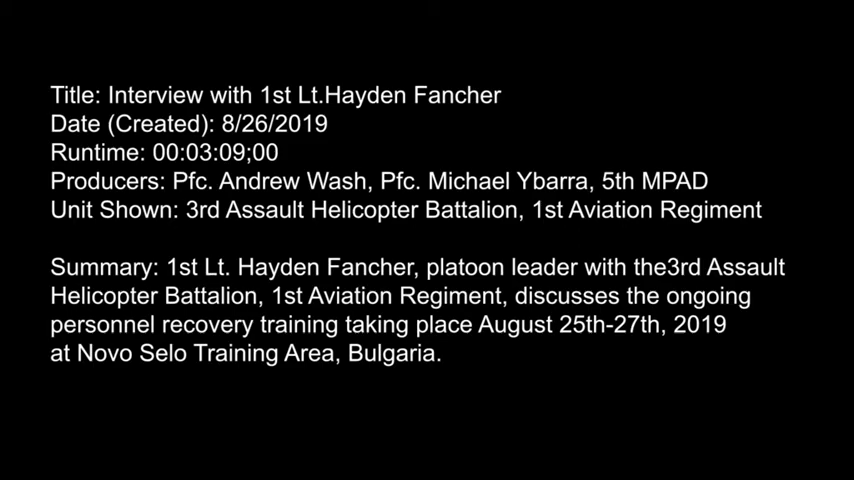 Title: Interview with 1st Lt.Hayden Fancher
Date (Created): 8/26/2019
Runtime: 00:03:09;00
Producers: Pfc. Andrew Wash, Pfc. Michael Ybarra, 5th MPAD
Unit Shown: 3rd Assault Helicopter Battalion, 1st Aviation Regiment
Summary: 1st Lt. Hayden Fancher, platoon leader with the3rd Assault
Helicopter Battalion, 1st Aviation Regiment, discusses the ongoing
personnel recovery training taking place August 25th-27th, 2019
at Novo Selo Training Area, Bulgaria.